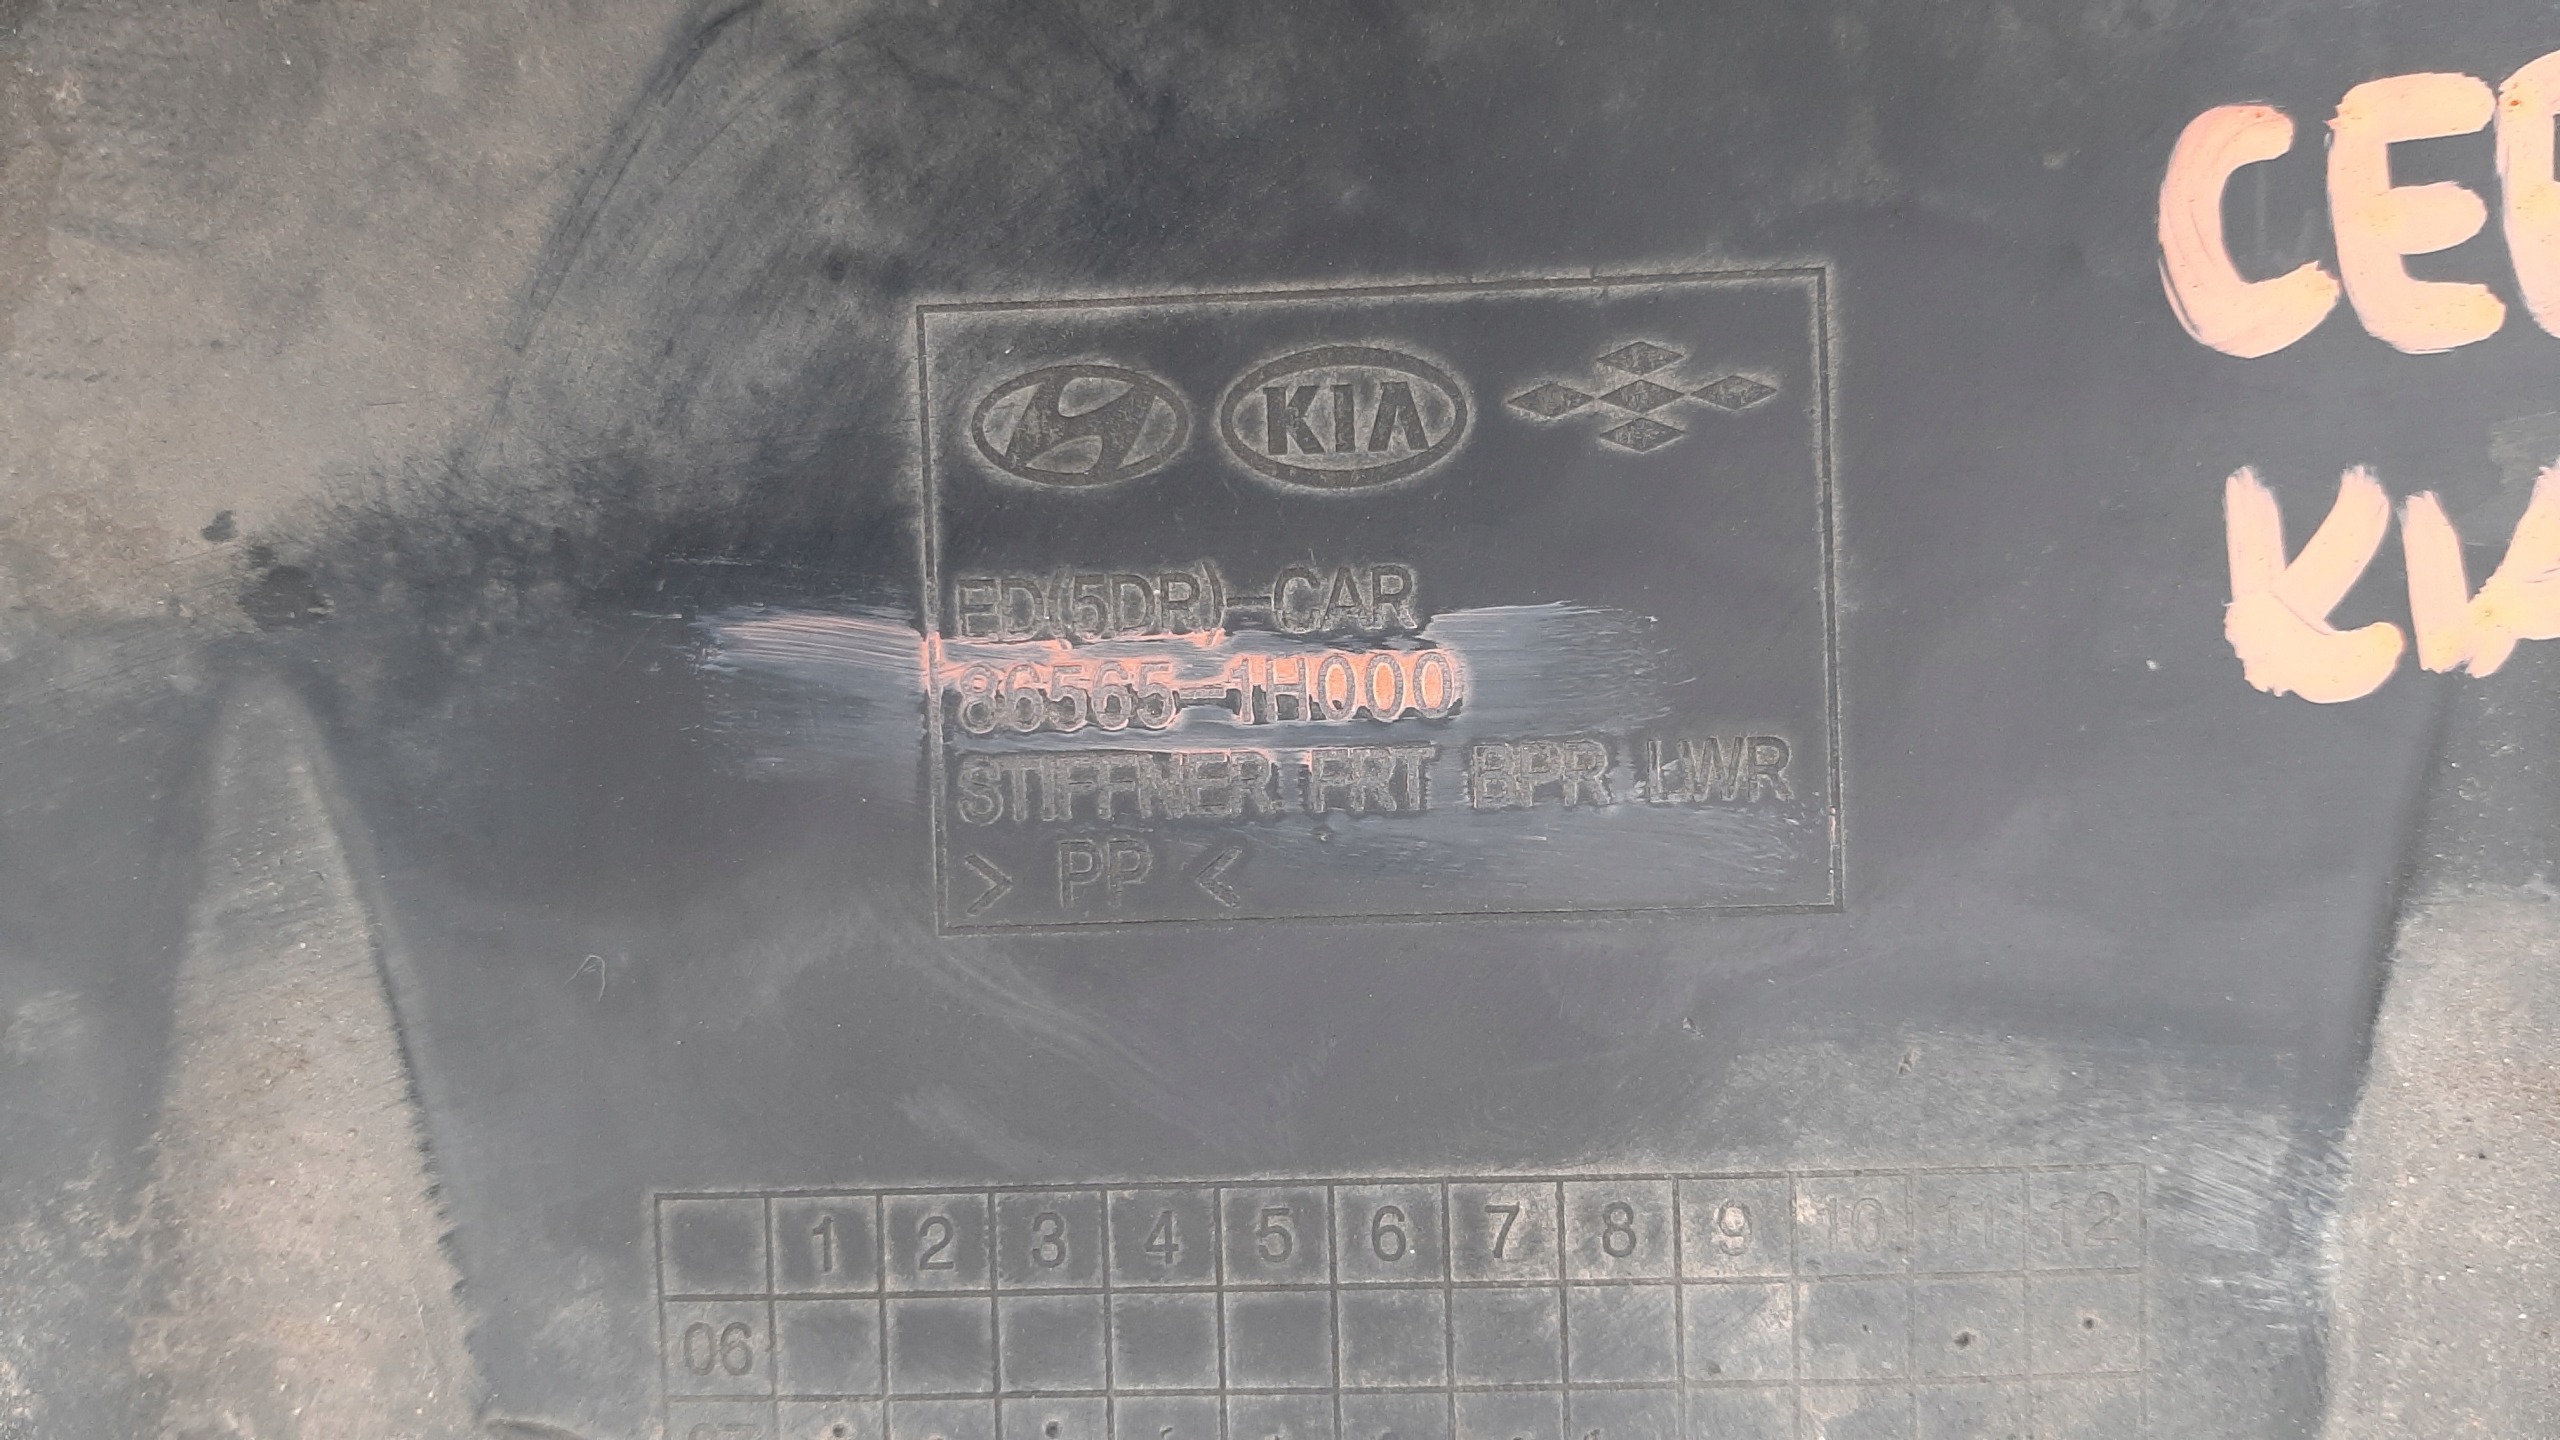 KIA
ED(5DR)-CAR
86565-1H000
STIFFNER FRT BPR LWR
> PP <
KIA
1 2 3 4 5 6 7 8 9 10 11 12
06